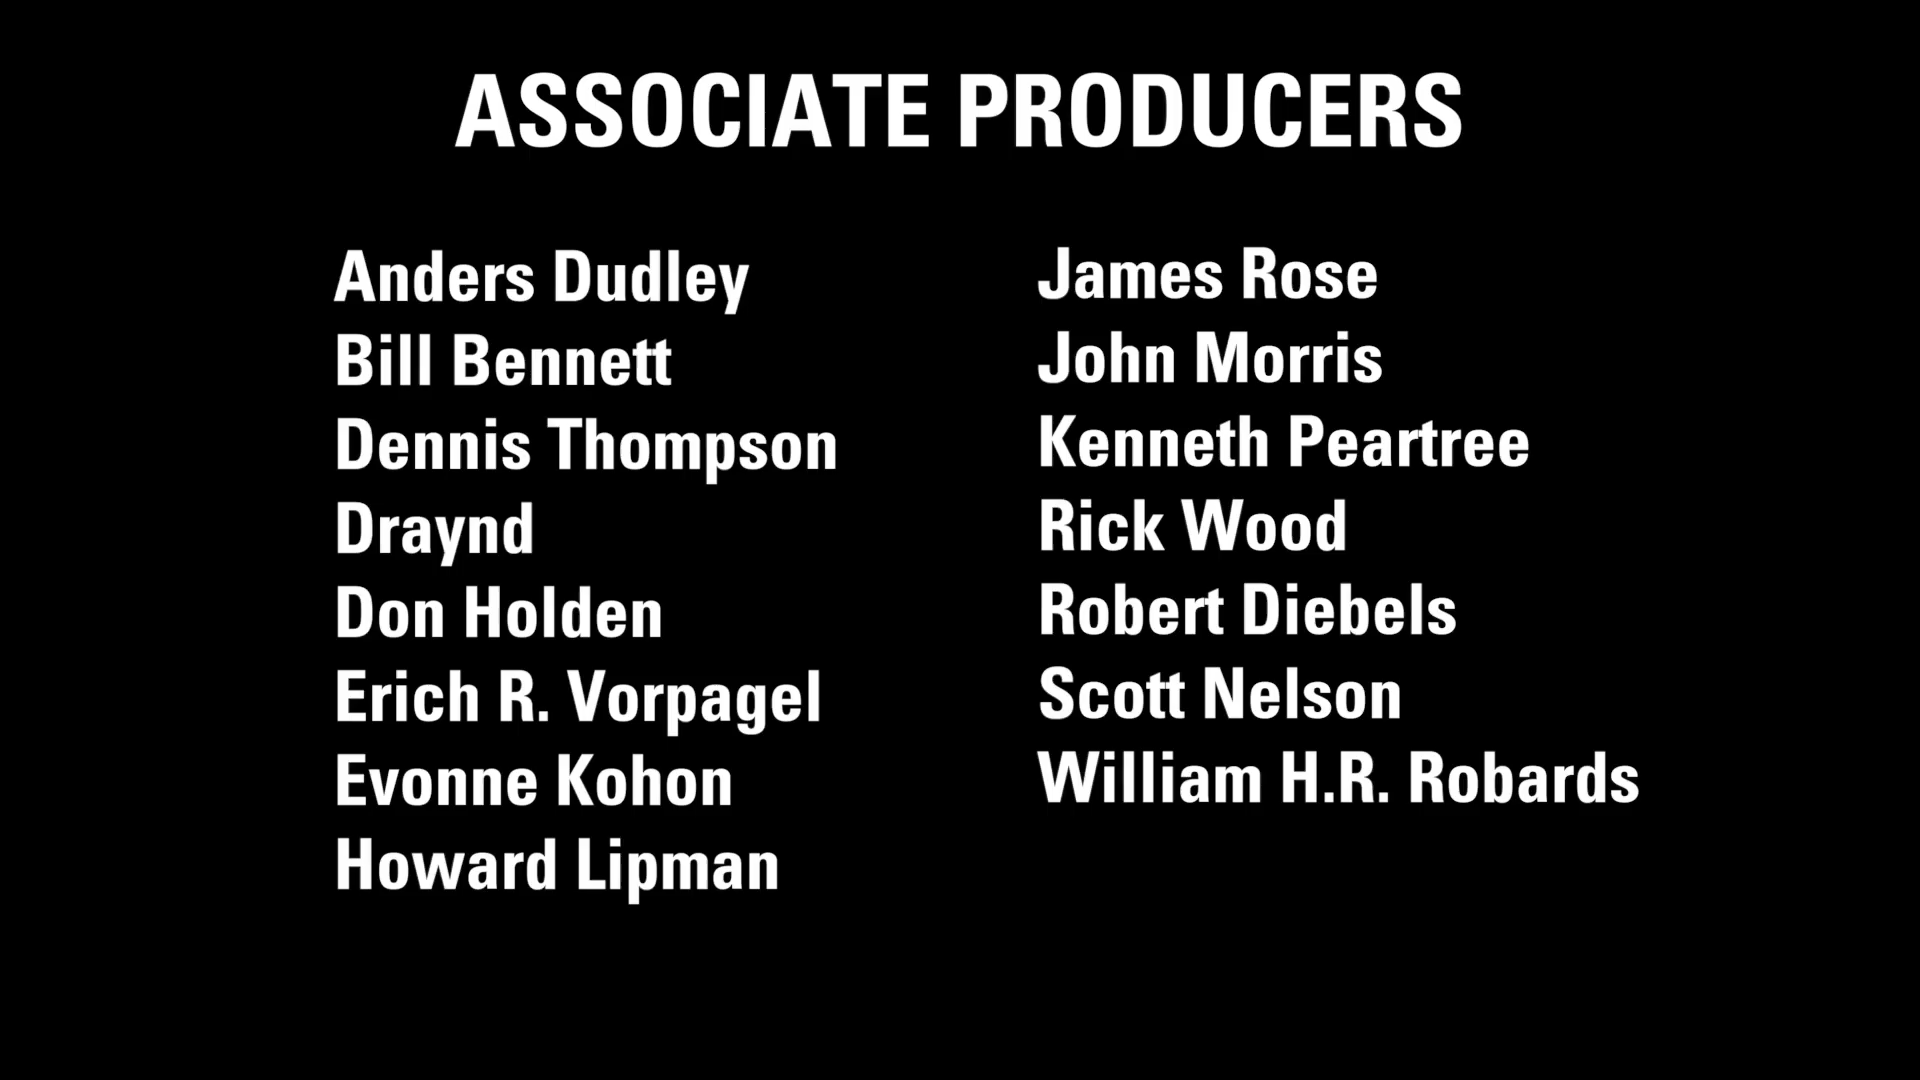 ASSOCIATE PRODUCERS
Anders Dudley
Bill Bennett
Dennis Thompson
Draynd
Don Holden
Erich R. Vorpagel
Evonne Kohon
Howard Lipman
James Rose
John Morris
Kenneth Peartree
Rick Wood
Robert Diebels
Scott Nelson
William H.R. Robards